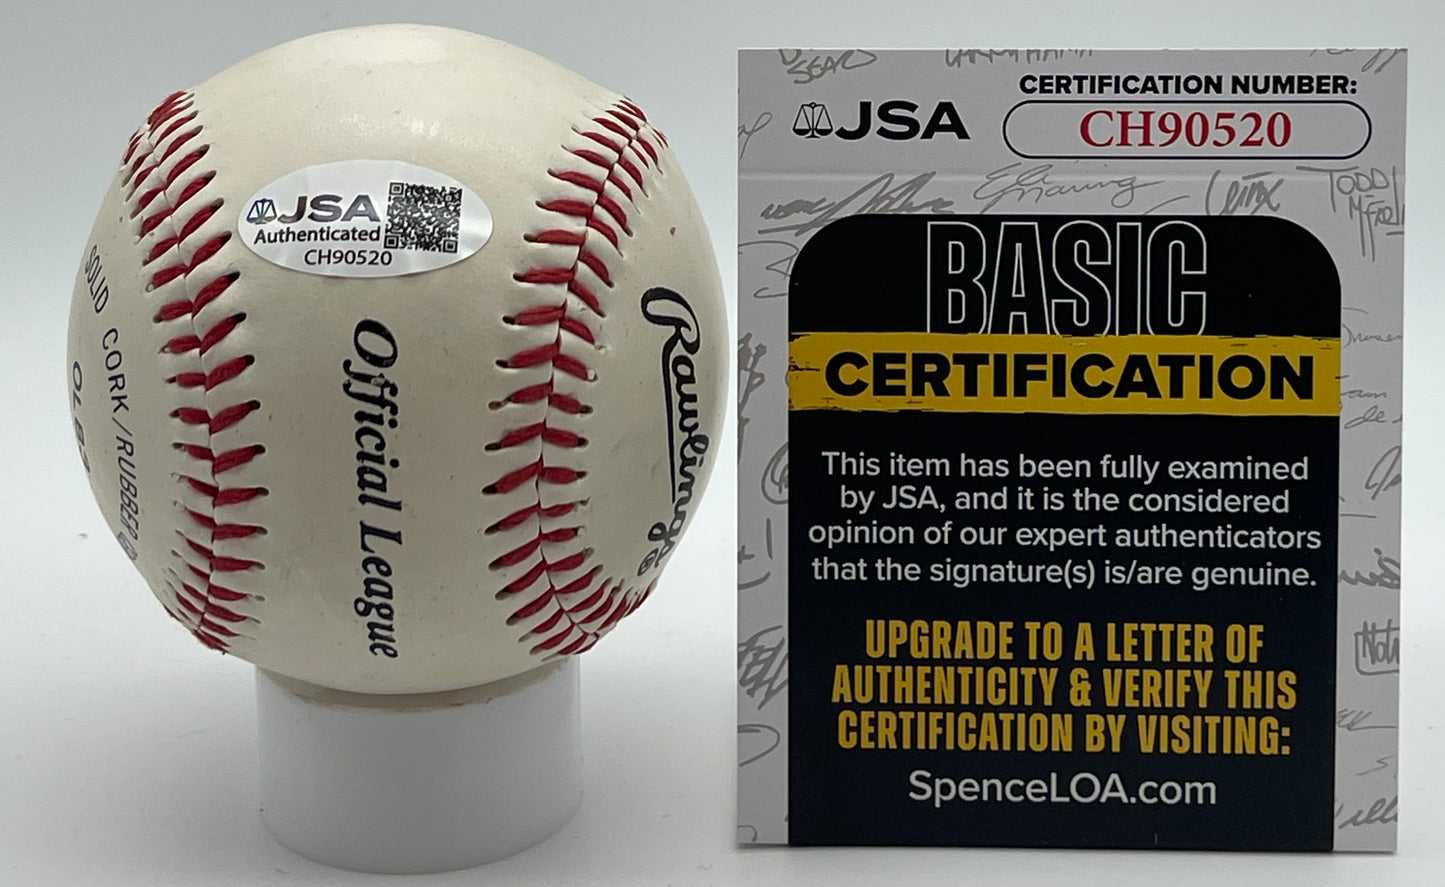 JSA
Authenticated
CH90520
SOLID CORK/RUBBER
OLB3
Official League
Rawlings®
JSA
CERTIFICATION NUMBER:
CH90520
BASIC
CERTIFICATION
This item has been fully examined
by JSA, and it is the considered
opinion of our expert authenticators
that the signature(s) is/are genuine.
UPGRADE TO A LETTER OF
AUTHENTICITY & VERIFY THIS
CERTIFICATION BY VISITING:
SpenceLOA.com